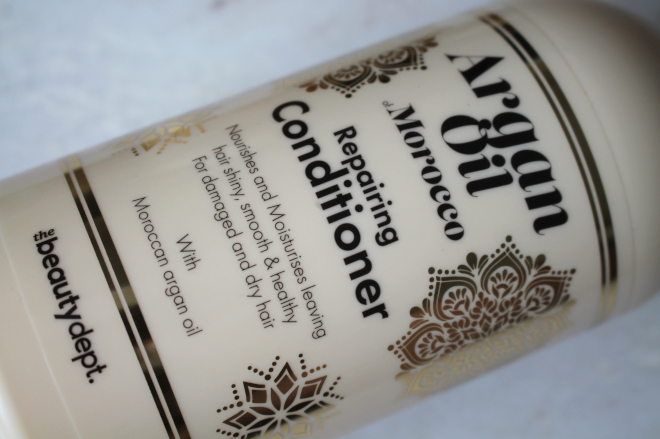 Argan
Oil
of Morocco
Repairing
Conditioner
Nourishes and Moisturises leaving
hair shiny, smooth & healthy
For damaged and dry hair
With
Moroccan argan oil
the beautydept.